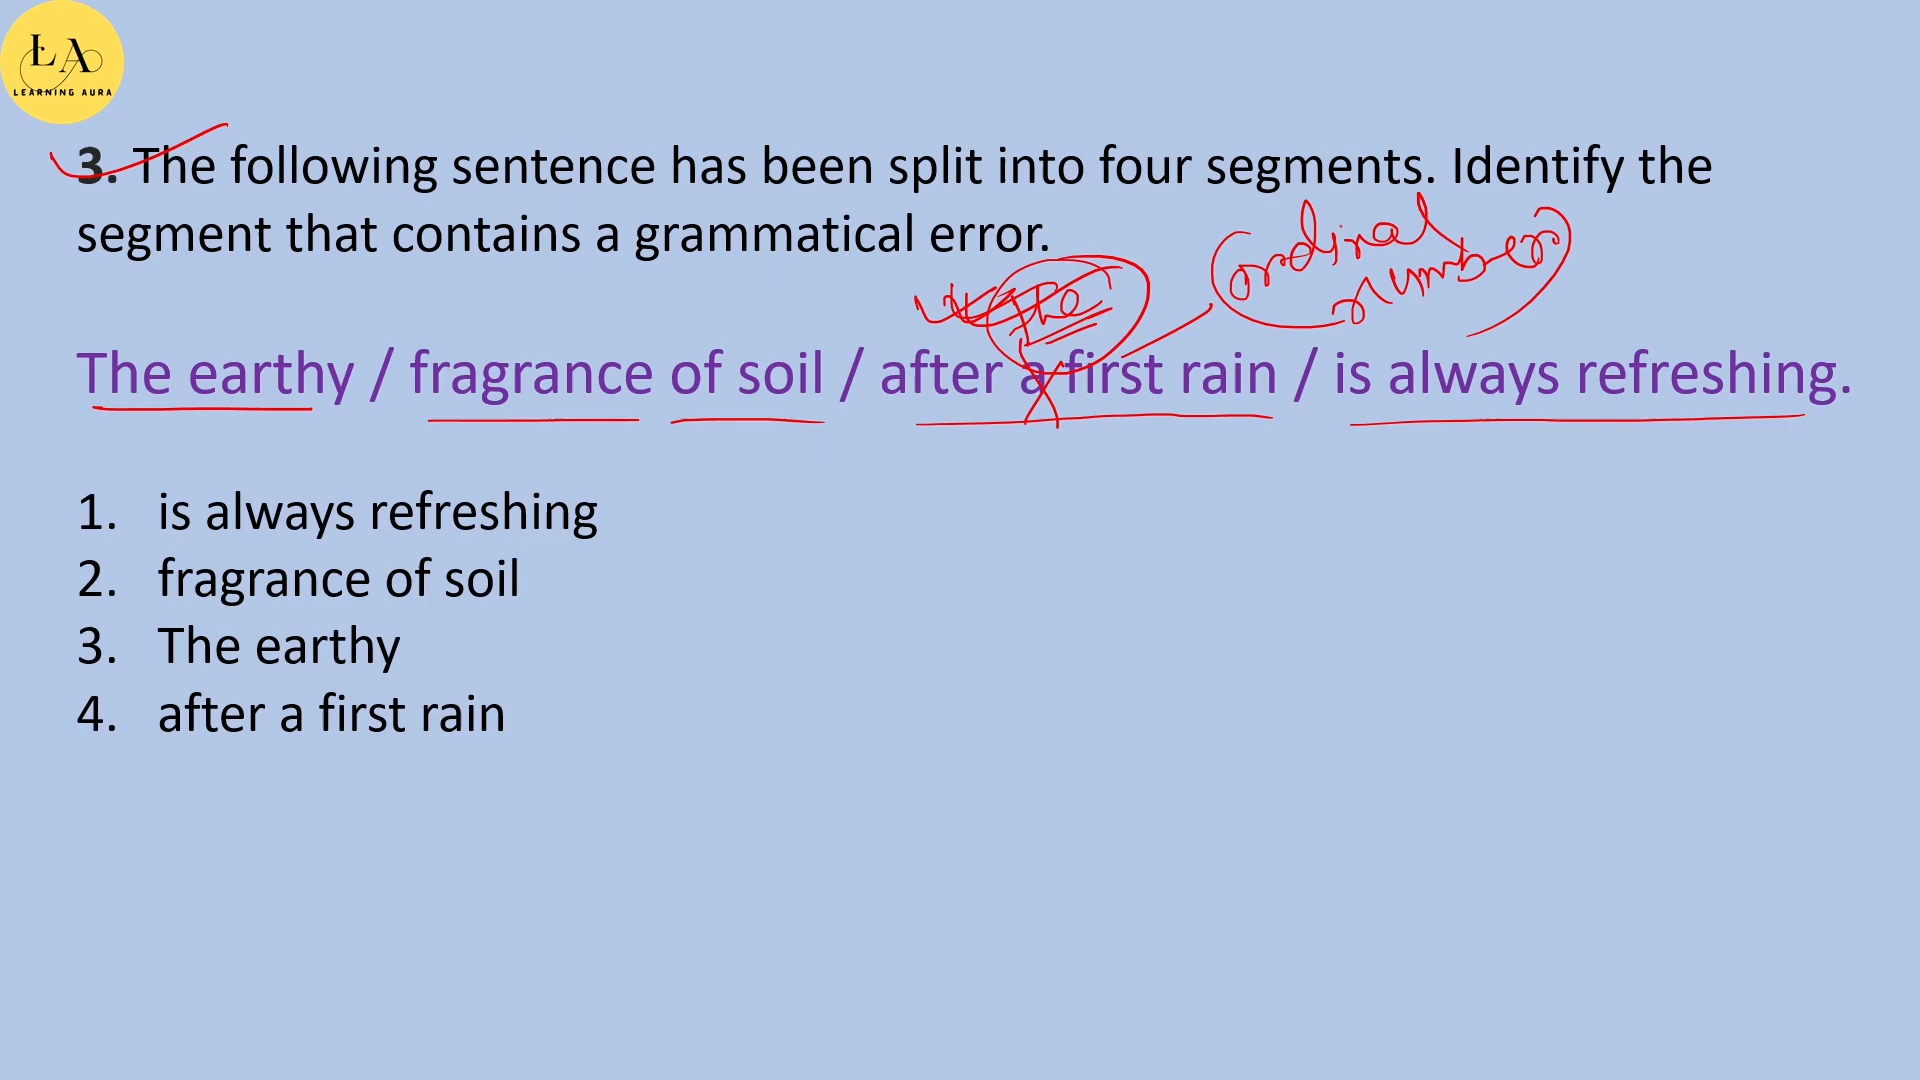 LA
LEARNING AURA
3. The following sentence has been split into four segments. Identify the
segment that contains a grammatical error.
ordinal
number
the
The earthy / fragrance of soil / after a first rain / is always refreshing.
1. is always refreshing
2. fragrance of soil
3. The earthy
4. after a first rain